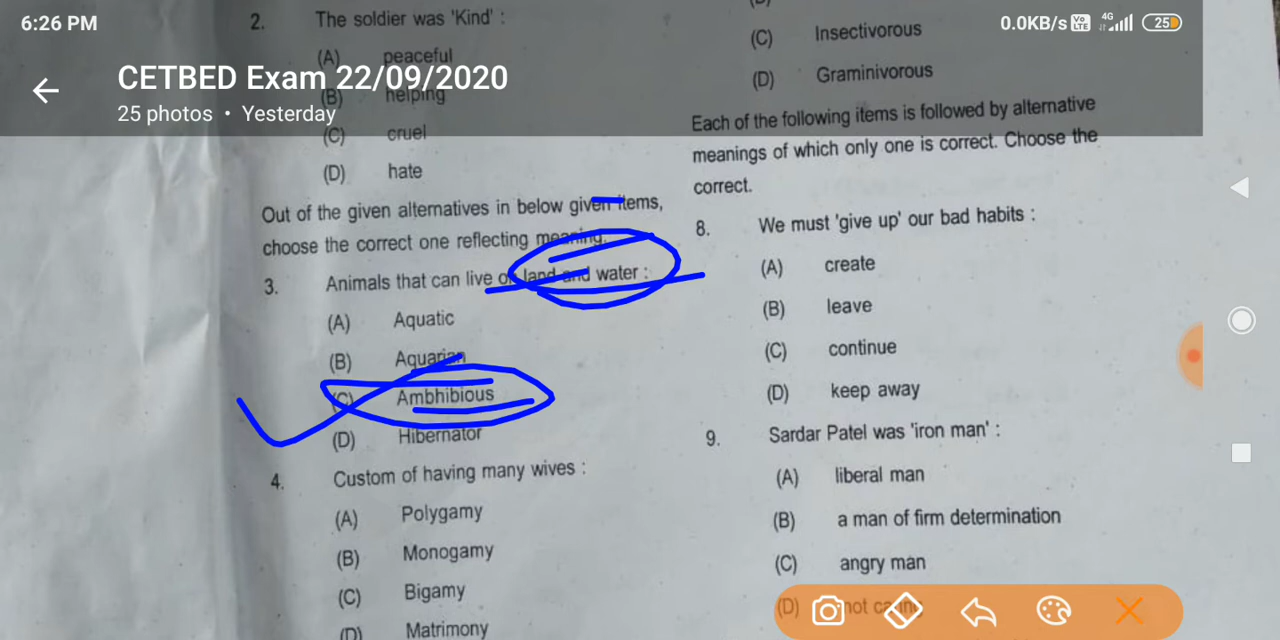 6:26 PM
0.0KB/s Vo LTE 4G 25
CETBED Exam 22/09/2020
25 photos • Yesterday
2. The soldier was 'Kind' :
(A) peaceful
(B) helping
(C) cruel
(D) hate
Out of the given alternatives in below given items,
choose the correct one reflecting meaning.
3. Animals that can live on land and water :
(A) Aquatic
(B) Aquarian
(C) Ambhibious
(D) Hibernator
4. Custom of having many wives :
(A) Polygamy
(B) Monogamy
(C) Bigamy
(D) Matrimony
(C) Insectivorous
(D) Graminivorous
Each of the following items is followed by alternative
meanings of which only one is correct. Choose the
correct.
8. We must 'give up' our bad habits :
(A) create
(B) leave
(C) continue
(D) keep away
9. Sardar Patel was 'iron man' :
(A) liberal man
(B) a man of firm determination
(C) angry man
(D) not